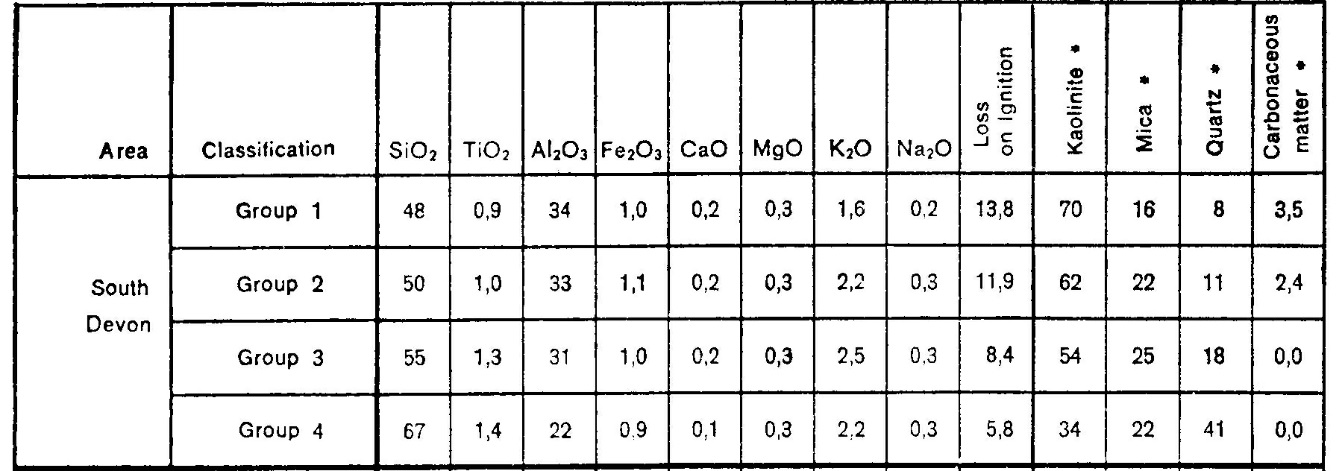 Area Classification SiO₂ TiO₂ Al₂O₃ Fe₂O₃ CaO MgO K₂O Na₂O Loss on Ignition Kaolinite * Mica * Quartz * Carbonaceous matter *
Group 1 48 0,9 34 1,0 0,2 0,3 1,6 0,2 13,8 70 16 8 3,5
South Devon
Group 2 50 1,0 33 1,1 0,2 0,3 2,2 0,3 11,9 62 22 11 2,4
Group 3 55 1,3 31 1,0 0,2 0,3 2,5 0,3 8,4 54 25 18 0,0
Group 4 67 1,4 22 0,9 0,1 0,3 2,2 0,3 5,8 34 22 41 0,0